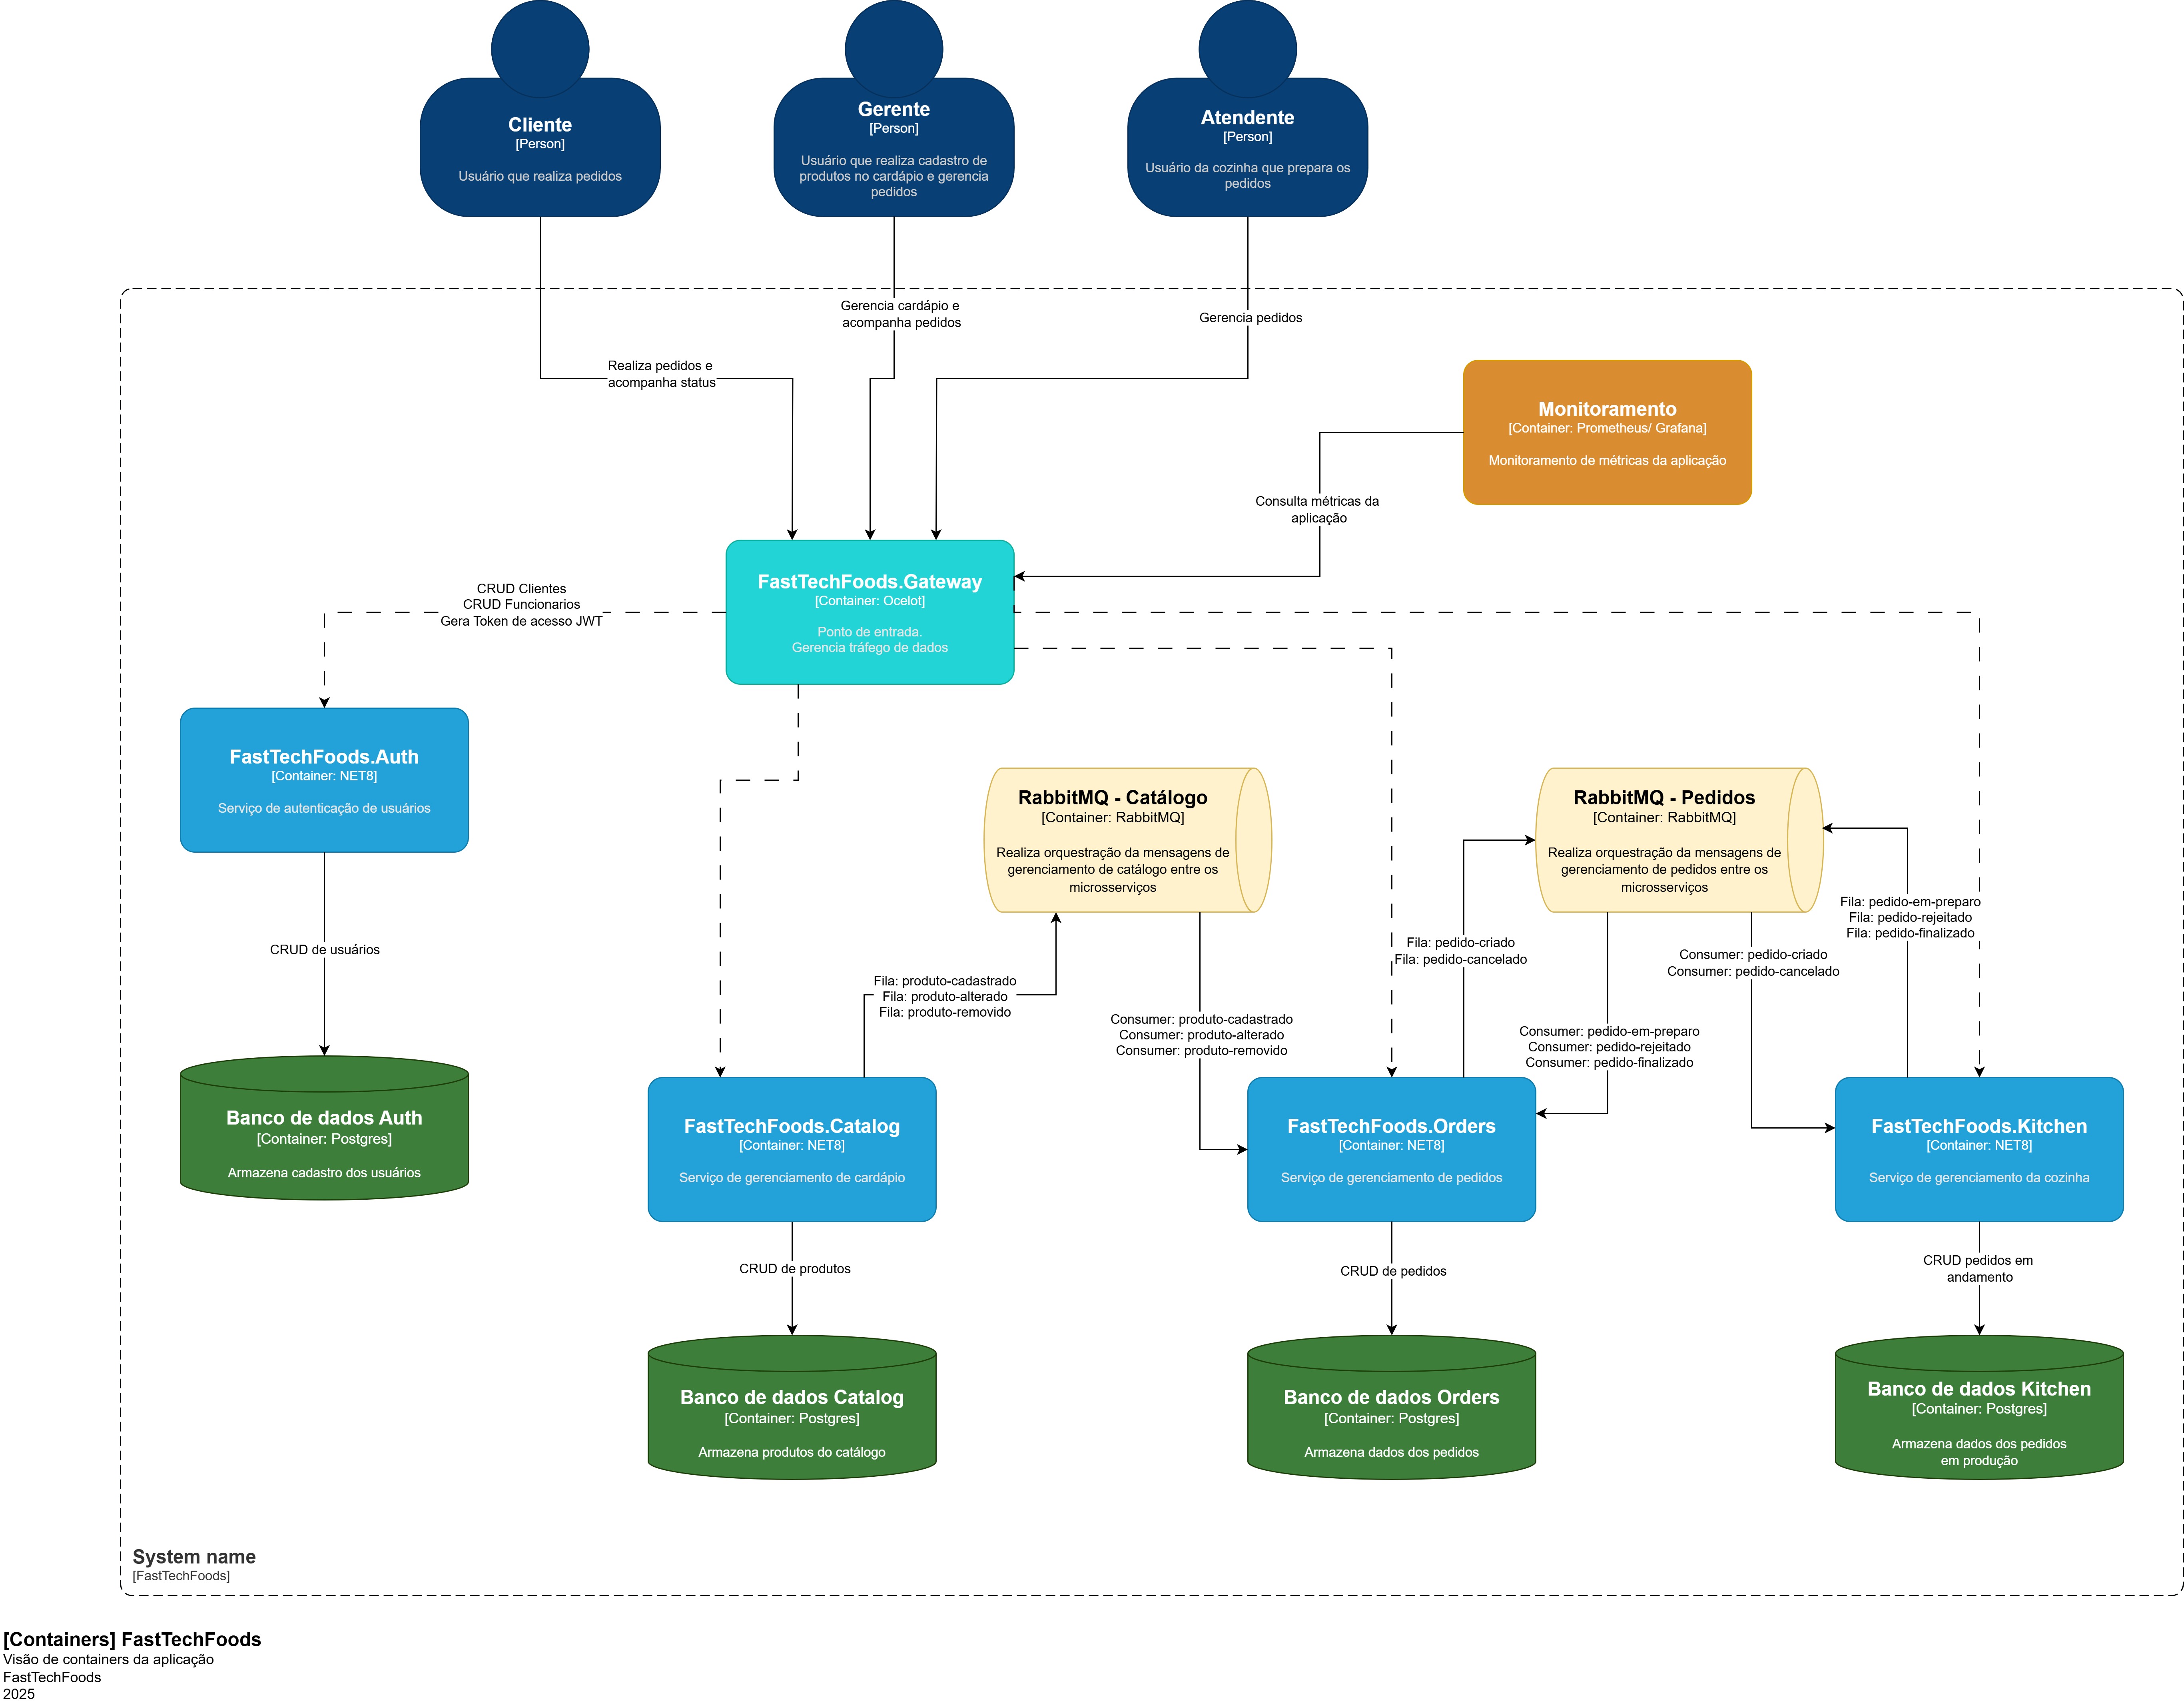 Cliente
[Person]
Usuário que realiza pedidos
Gerente
[Person]
Usuário que realiza cadastro de
produtos no cardápio e gerencia
pedidos
Atendente
[Person]
Usuário da cozinha que prepara os
pedidos
Gerencia cardápio e
acompanha pedidos
Gerencia pedidos
Realiza pedidos e
acompanha status
Monitoramento
[Container: Prometheus/ Grafana]
Monitoramento de métricas da aplicação
Consulta métricas da
aplicação
FastTechFoods.Gateway
[Container: Ocelot]
Ponto de entrada.
Gerencia tráfego de dados
CRUD Clientes
CRUD Funcionarios
Gera Token de acesso JWT
FastTechFoods.Auth
[Container: NET8]
Serviço de autenticação de usuários
RabbitMQ - Catálogo
[Container: RabbitMQ]
Realiza orquestração da mensagens de
gerenciamento de catálogo entre os
microsserviços
RabbitMQ - Pedidos
[Container: RabbitMQ]
Realiza orquestração da mensagens de
gerenciamento de pedidos entre os
microsserviços
Fila: pedido-em-preparo
Fila: pedido-rejeitado
Fila: pedido-finalizado
CRUD de usuários
Fila: pedido-criado
Fila: pedido-cancelado
Consumer: pedido-criado
Consumer: pedido-cancelado
Fila: produto-cadastrado
Fila: produto-alterado
Fila: produto-removido
Consumer: produto-cadastrado
Consumer: produto-alterado
Consumer: produto-removido
Consumer: pedido-em-preparo
Consumer: pedido-rejeitado
Consumer: pedido-finalizado
Banco de dados Auth
[Container: Postgres]
Armazena cadastro dos usuários
FastTechFoods.Catalog
[Container: NET8]
Serviço de gerenciamento de cardápio
FastTechFoods.Orders
[Container: NET8]
Serviço de gerenciamento de pedidos
FastTechFoods.Kitchen
[Container: NET8]
Serviço de gerenciamento da cozinha
CRUD de produtos
CRUD de pedidos
CRUD pedidos em
andamento
Banco de dados Catalog
[Container: Postgres]
Armazena produtos do catálogo
Banco de dados Orders
[Container: Postgres]
Armazena dados dos pedidos
Banco de dados Kitchen
[Container: Postgres]
Armazena dados dos pedidos
em produção
System name
[FastTechFoods]
[Containers] FastTechFoods
Visão de containers da aplicação
FastTechFoods
2025